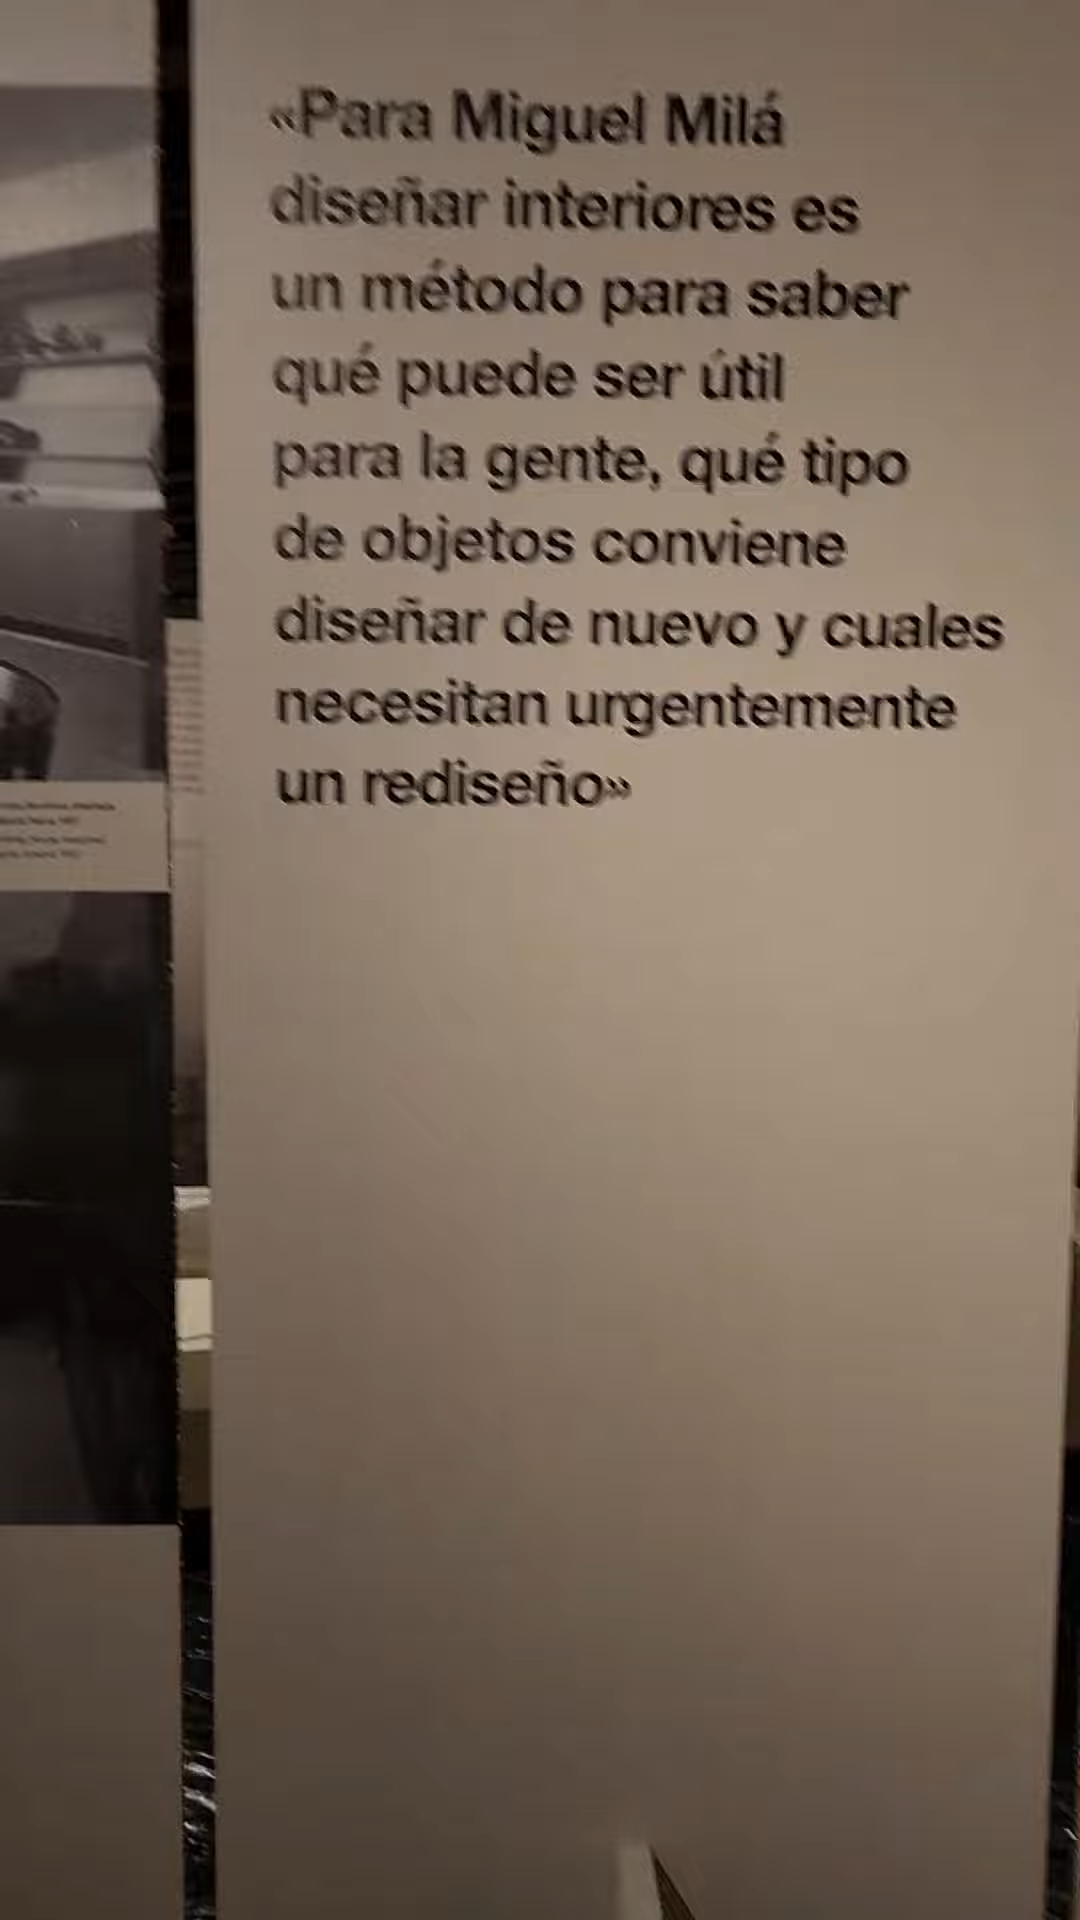 «Para Miguel Milá
diseñar interiores es
un método para saber
qué puede ser útil
para la gente, qué tipo
de objetos conviene
diseñar de nuevo y cuales
necesitan urgentemente
un rediseño»